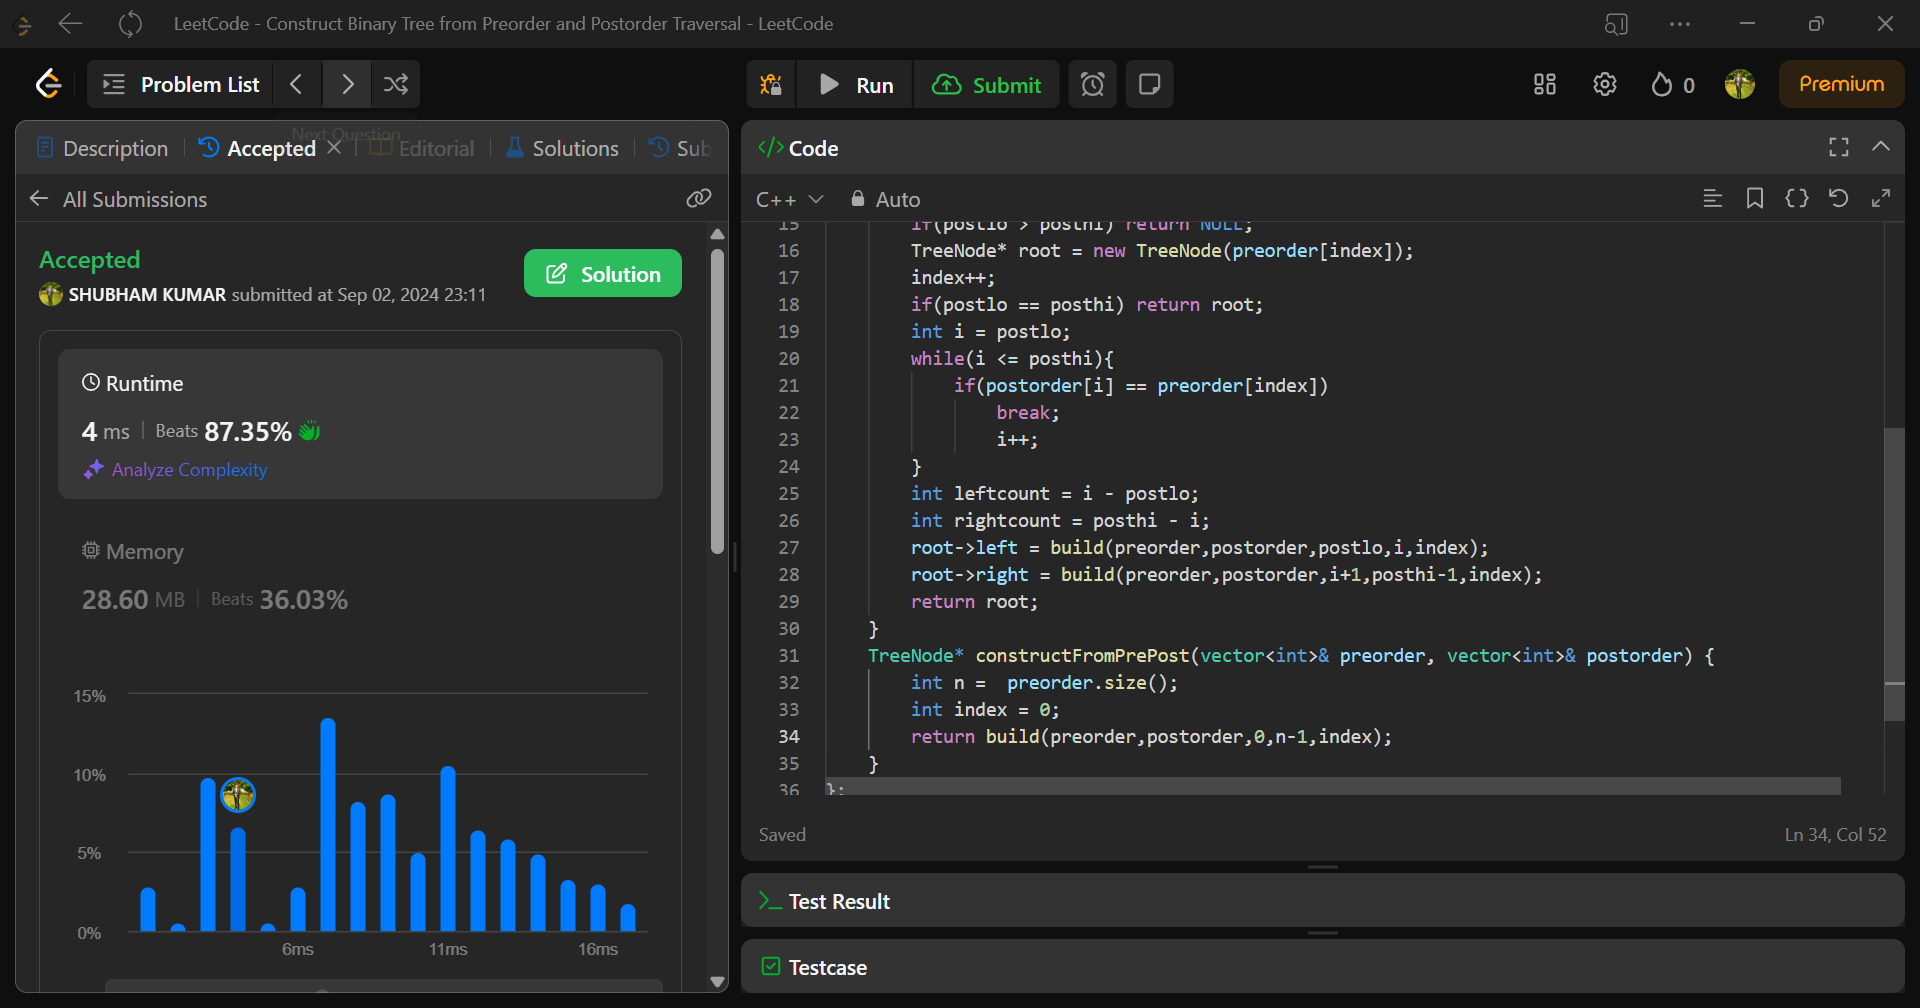 LeetCode - Construct Binary Tree from Preorder and Postorder Traversal - LeetCode
Problem List
Run
Submit
0
Premium
Next Question
Description
Accepted
Editorial
Solutions
Sub
All Submissions
Accepted
SHUBHAM KUMAR submitted at Sep 02, 2024 23:11
Solution
Runtime
4 ms | Beats 87.35%
Analyze Complexity
Memory
28.60 MB | Beats 36.03%
15%
10%
5%
0%
6ms
11ms
16ms
</> Code
C++
Auto
15 if(postlo > posthi) return NULL;
16 TreeNode* root = new TreeNode(preorder[index]);
17 index++;
18 if(postlo == posthi) return root;
19 int i = postlo;
20 while(i <= posthi){
21 if(postorder[i] == preorder[index])
22 break;
23 i++;
24 }
25 int leftcount = i - postlo;
26 int rightcount = posthi - i;
27 root->left = build(preorder,postorder,postlo,i,index);
28 root->right = build(preorder,postorder,i+1,posthi-1,index);
29 return root;
30 }
31 TreeNode* constructFromPrePost(vector<int>& preorder, vector<int>& postorder) {
32 int n =  preorder.size();
33 int index = 0;
34 return build(preorder,postorder,0,n-1,index);
35 }
36 };
Saved
Ln 34, Col 52
Test Result
Testcase